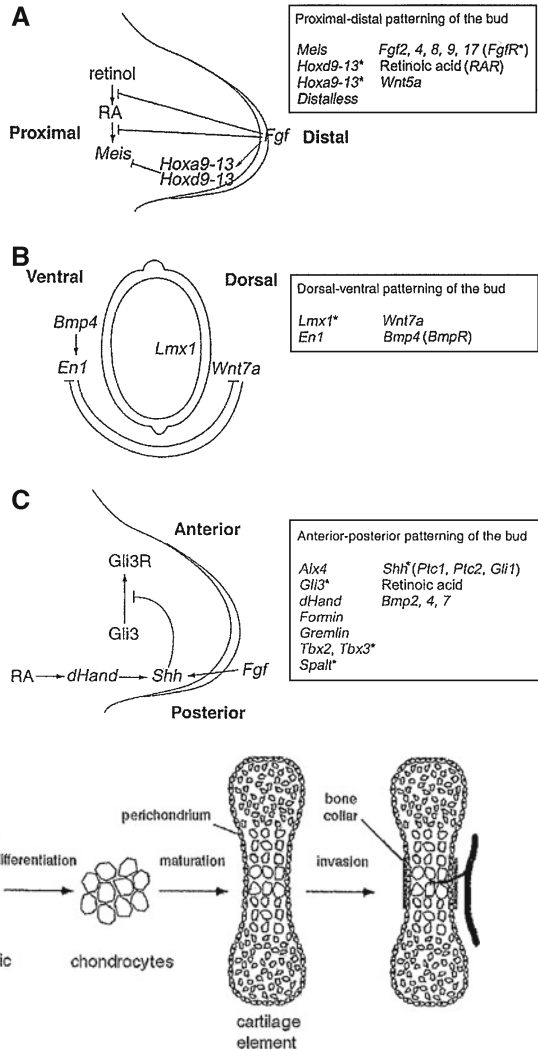 A
Proximal-distal patterning of the bud
Meis Fgf2, 4, 8, 9, 17 (FgfR*)
Hoxd9-13* Retinoic acid (RAR)
Hoxa9-13* Wnt5a
Distalless
retinol
RA
Proximal
Fgf
Distal
Meis
Hoxa9-13
Hoxd9-13
B
Ventral
Dorsal
Dorsal-ventral patterning of the bud
Lmx1* Wnt7a
En1 Bmp4 (BmpR)
Bmp4
Lmx1
En1
Wnt7a
C
Anterior
Anterior-posterior patterning of the bud
Alx4 Shh* (Ptc1, Ptc2, Gli1)
Gli3* Retinoic acid
dHand Bmp2, 4, 7
Formin
Gremlin
Tbx2, Tbx3*
Spalt*
Gli3R
Gli3
RA dHand Shh Fgf
Posterior
perichondrium
bone
collar
ifferentiation
maturation
invasion
ic
chondrocytes
cartilage
element